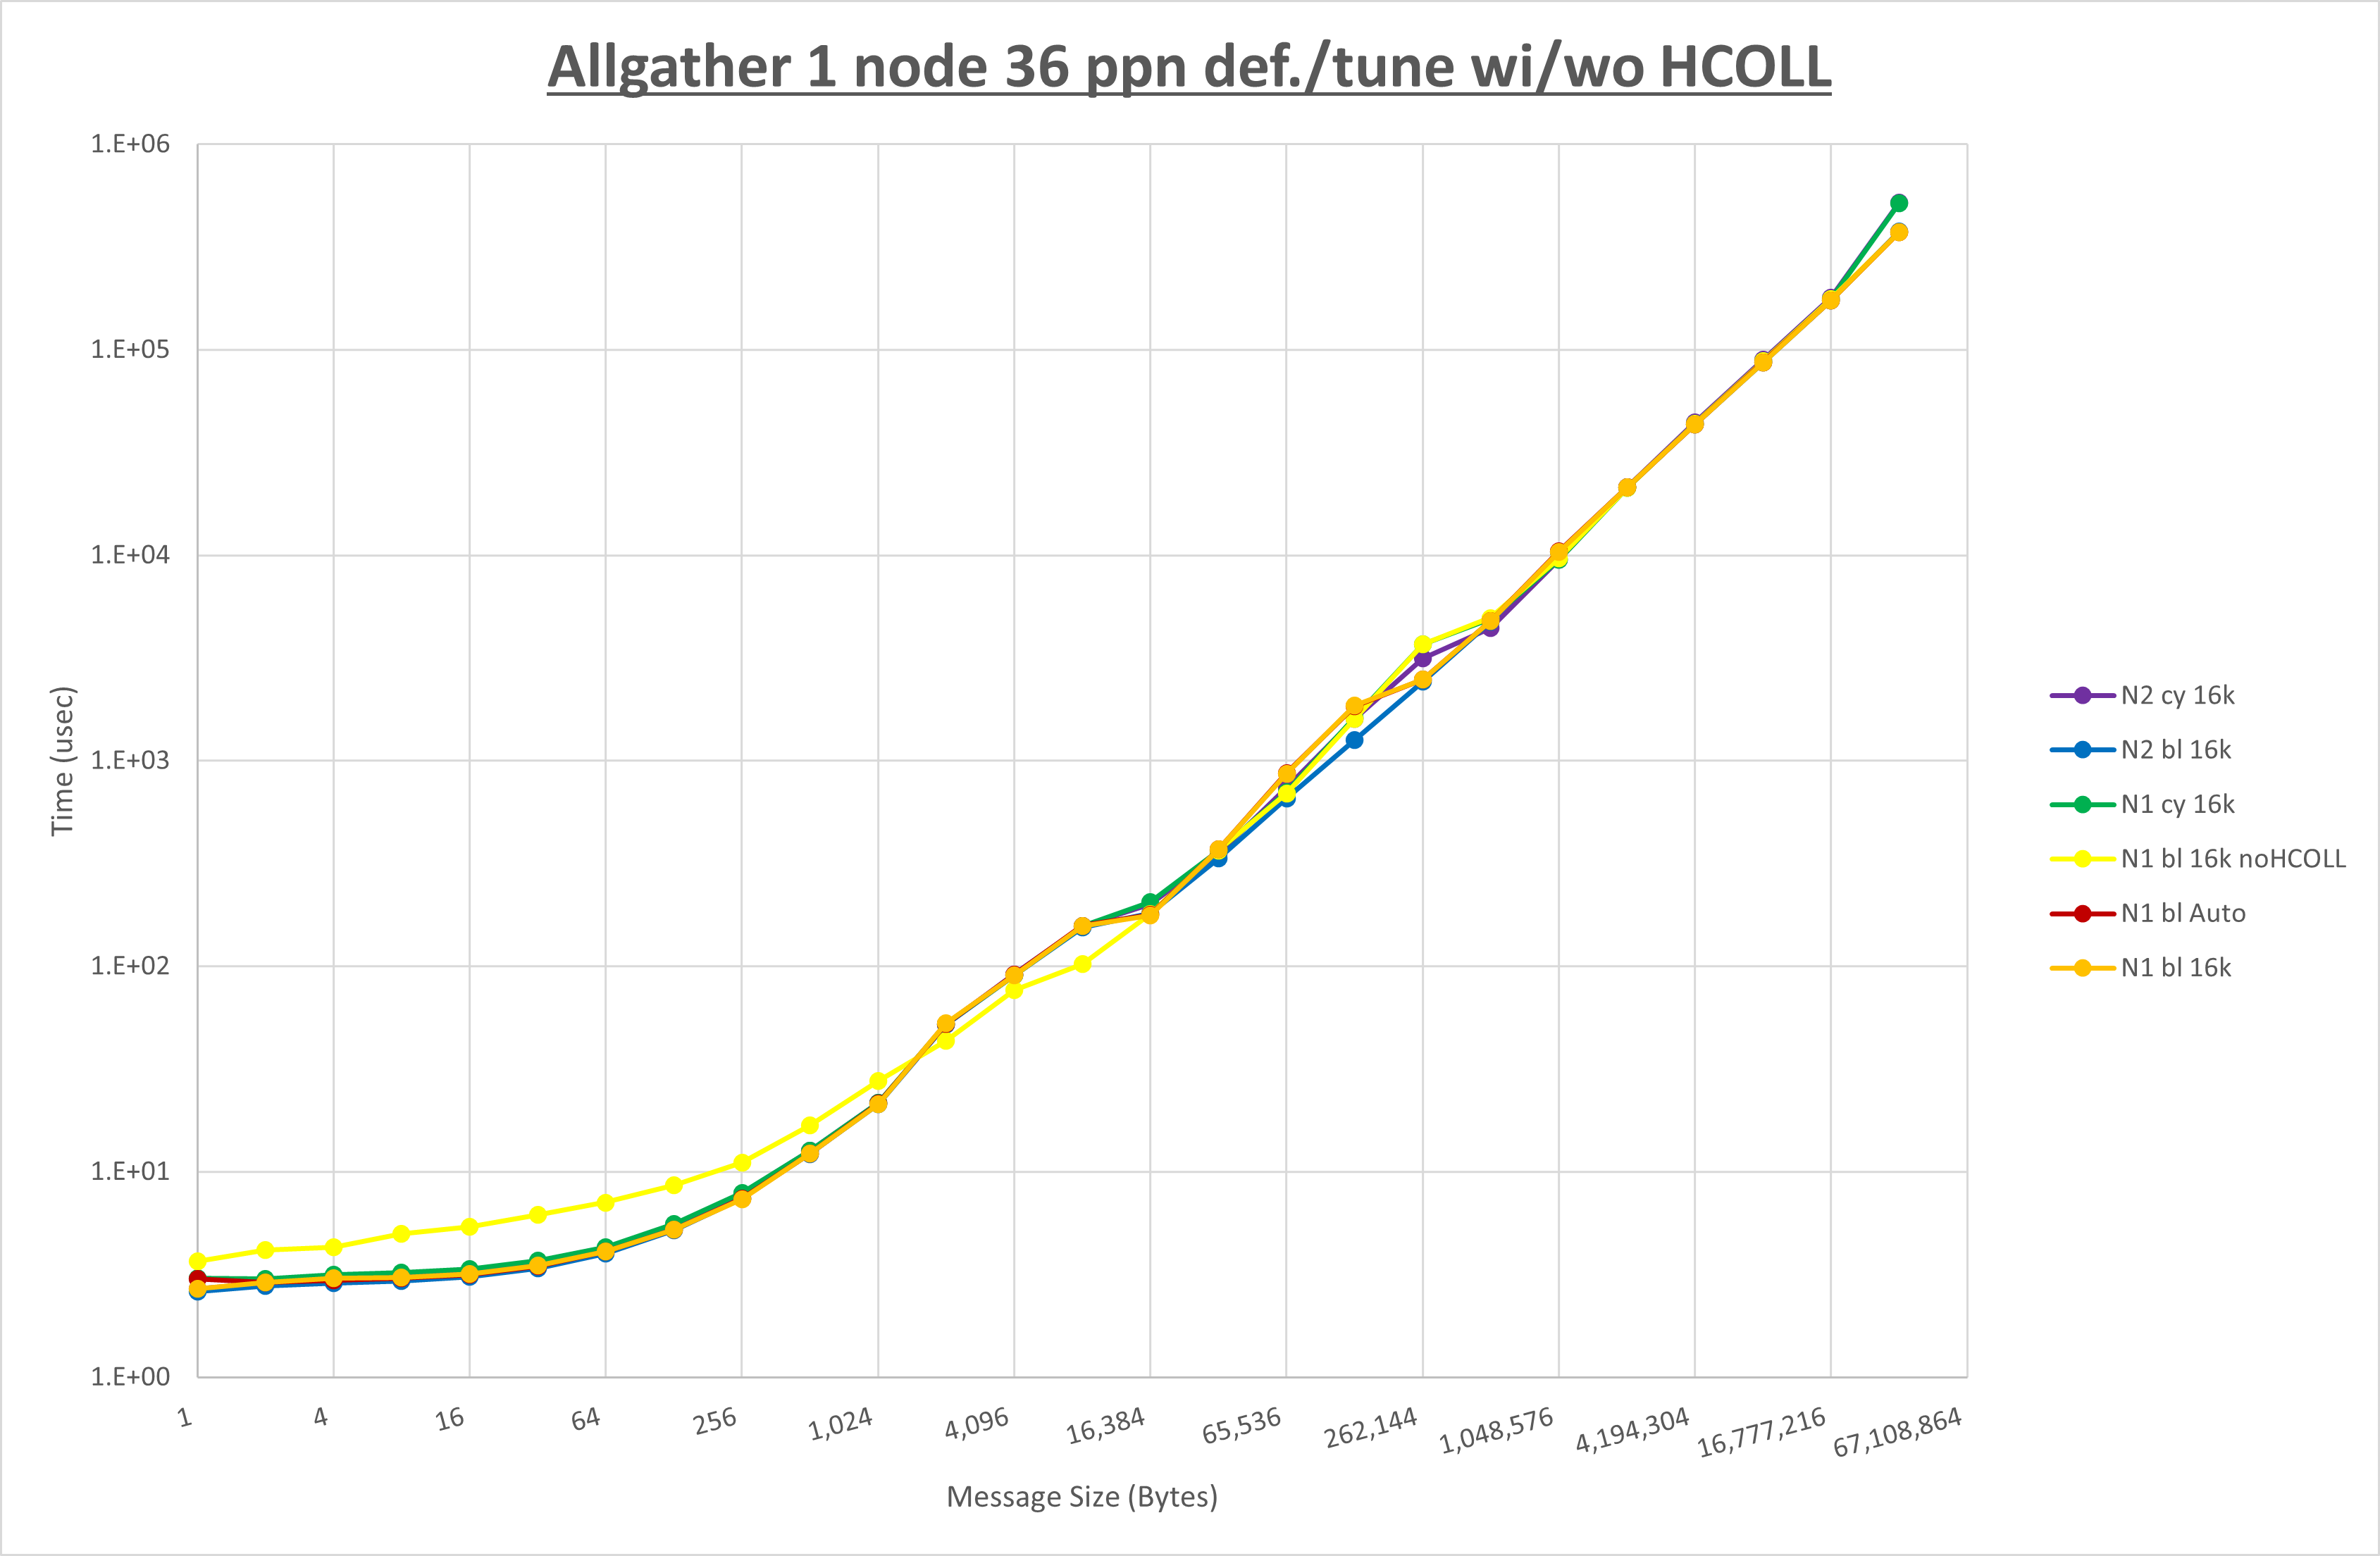 Allgather 1 node 36 ppn def./tune wi/wo HCOLL
1.E+06
1.E+05
1.E+04
1.E+03
1.E+02
1.E+01
1.E+00
Time (usec)
1
4
16
64
256
1,024
4,096
16,384
65,536
262,144
1,048,576
4,194,304
16,777,216
67,108,864
Message Size (Bytes)
N2 cy 16k
N2 bl 16k
N1 cy 16k
N1 bl 16k noHCOLL
N1 bl Auto
N1 bl 16k